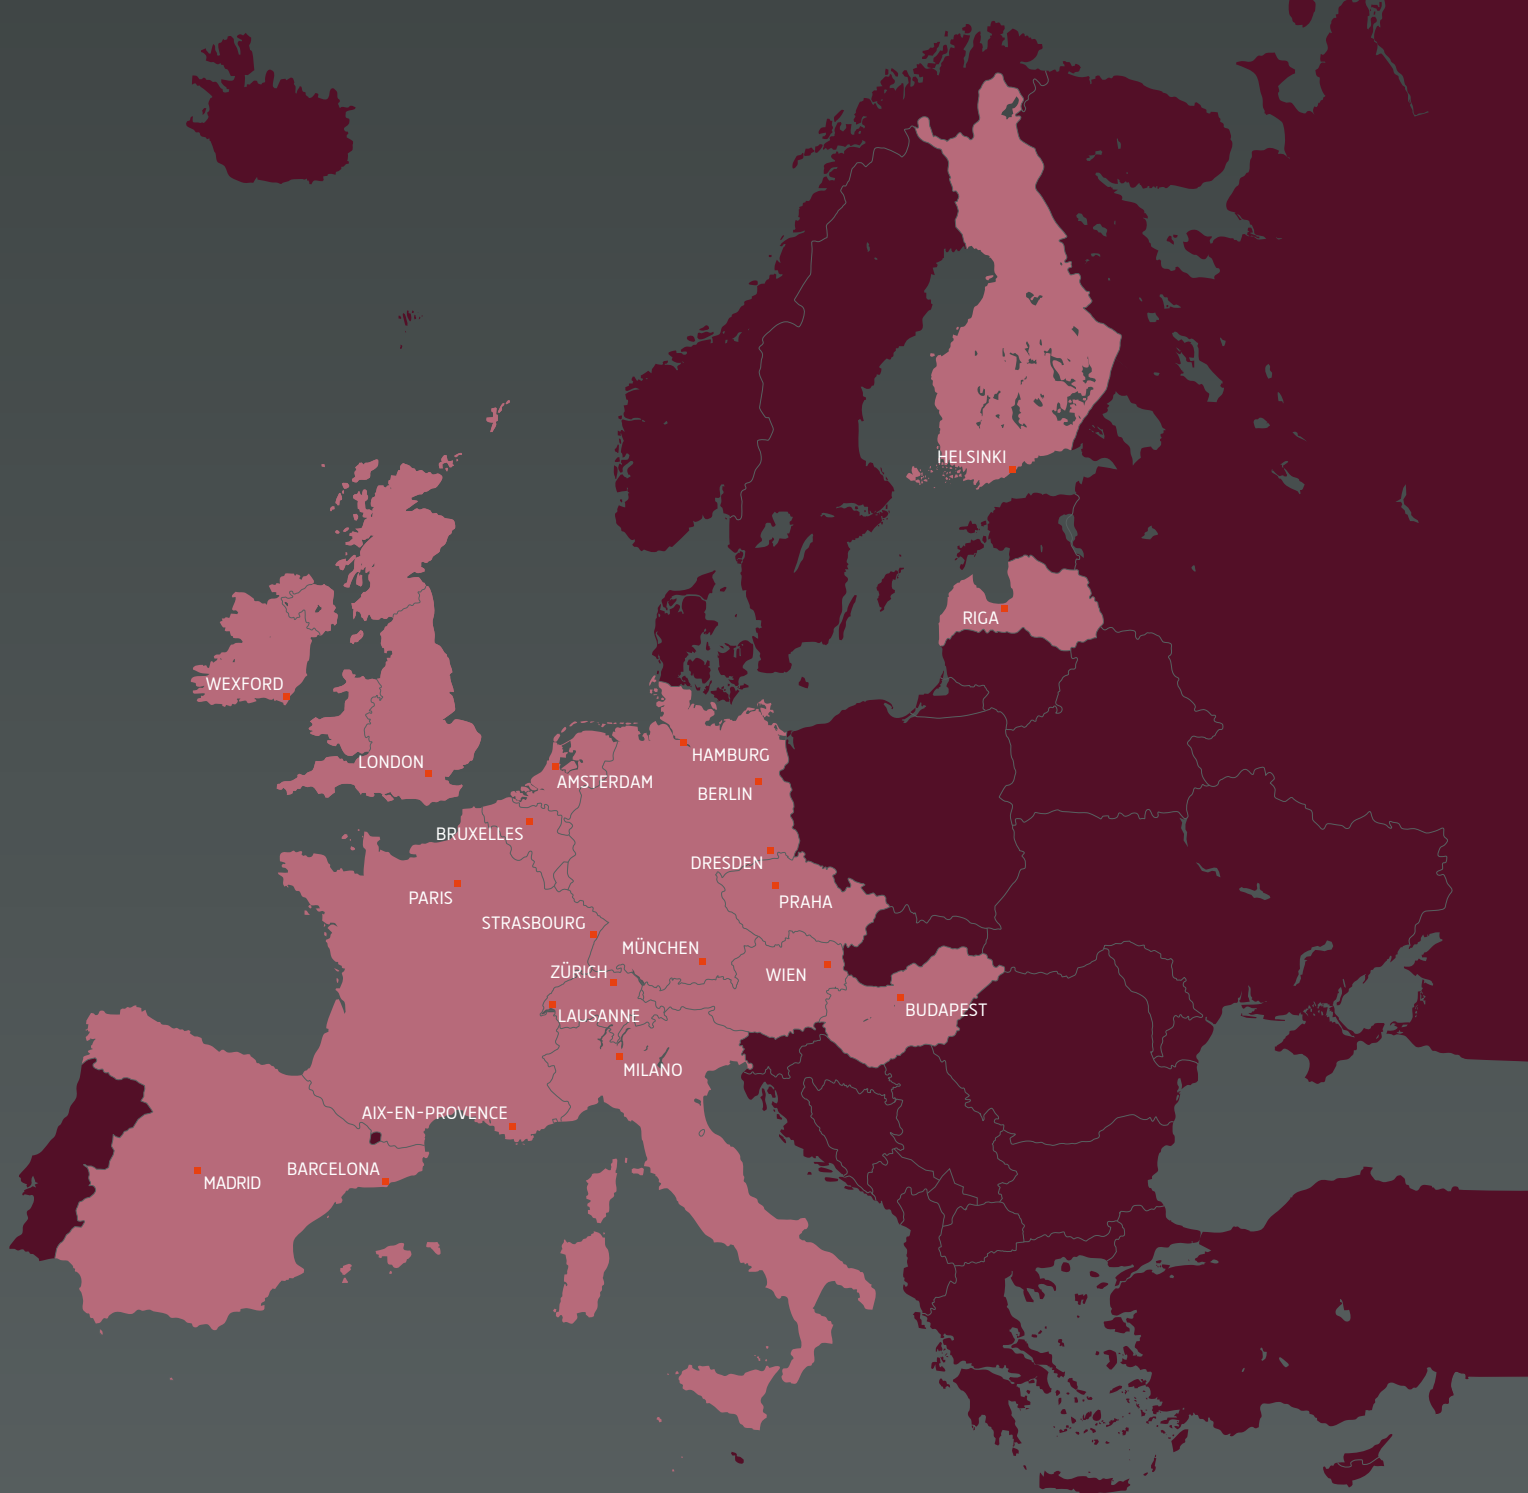 HELSINKI
RIGA
WEXFORD
LONDON
HAMBURG
AMSTERDAM
BERLIN
BRUXELLES
DRESDEN
PARIS
PRAHA
STRASBOURG
MÜNCHEN
ZÜRICH
WIEN
BUDAPEST
LAUSANNE
MILANO
AIX-EN-PROVENCE
BARCELONA
MADRID